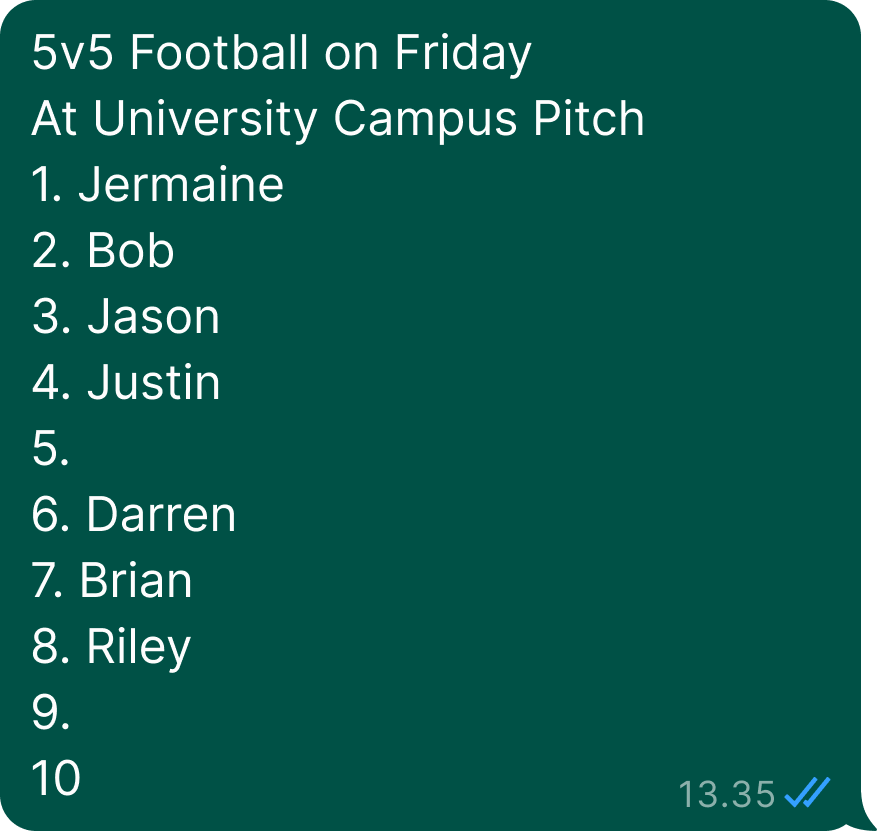 5v5 Football on Friday
At University Campus Pitch
1. Jermaine
2. Bob
3. Jason
4. Justin
5.
6. Darren
7. Brian
8. Riley
9.
10
13.35